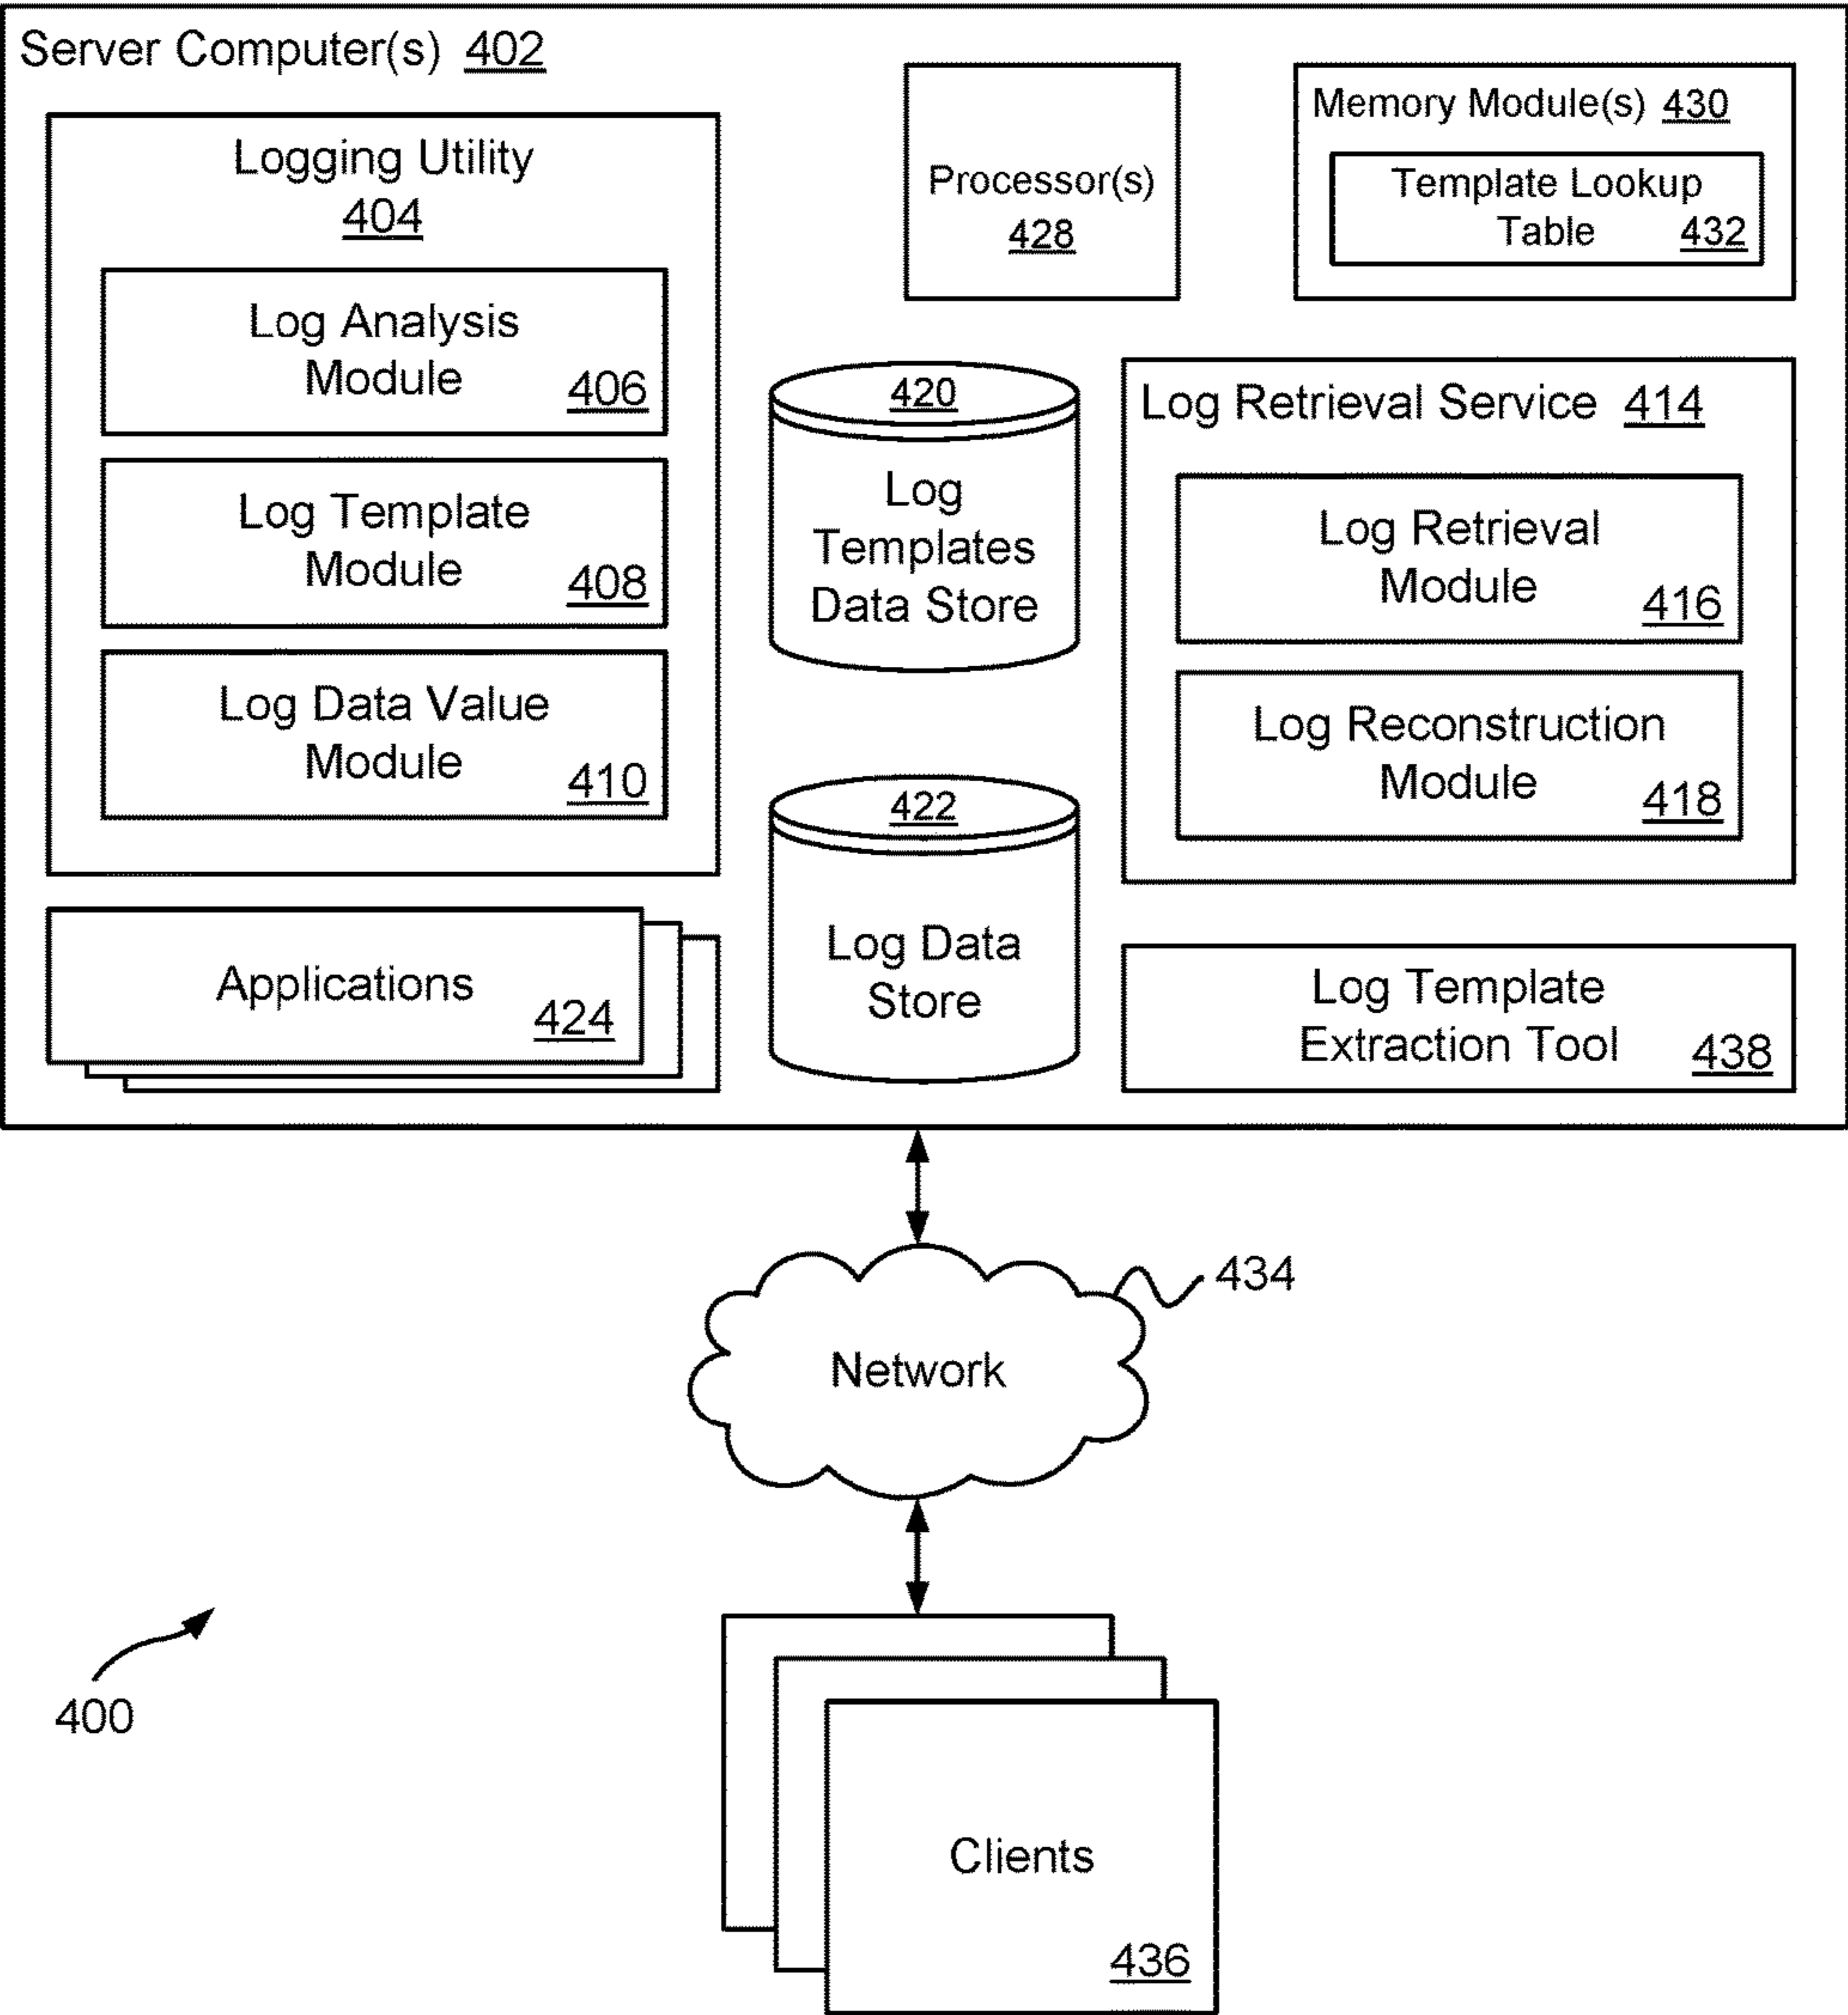 Server Computer(s) 402
Logging Utility
404
Log Analysis
Module 406
Log Template
Module 408
Log Data Value
Module 410
Applications
424
Processor(s)
428
Memory Module(s) 430
Template Lookup
Table 432
420
Log
Templates
Data Store
422
Log Data
Store
Log Retrieval Service 414
Log Retrieval
Module 416
Log Reconstruction
Module 418
Log Template
Extraction Tool 438
434
Network
400
Clients
436